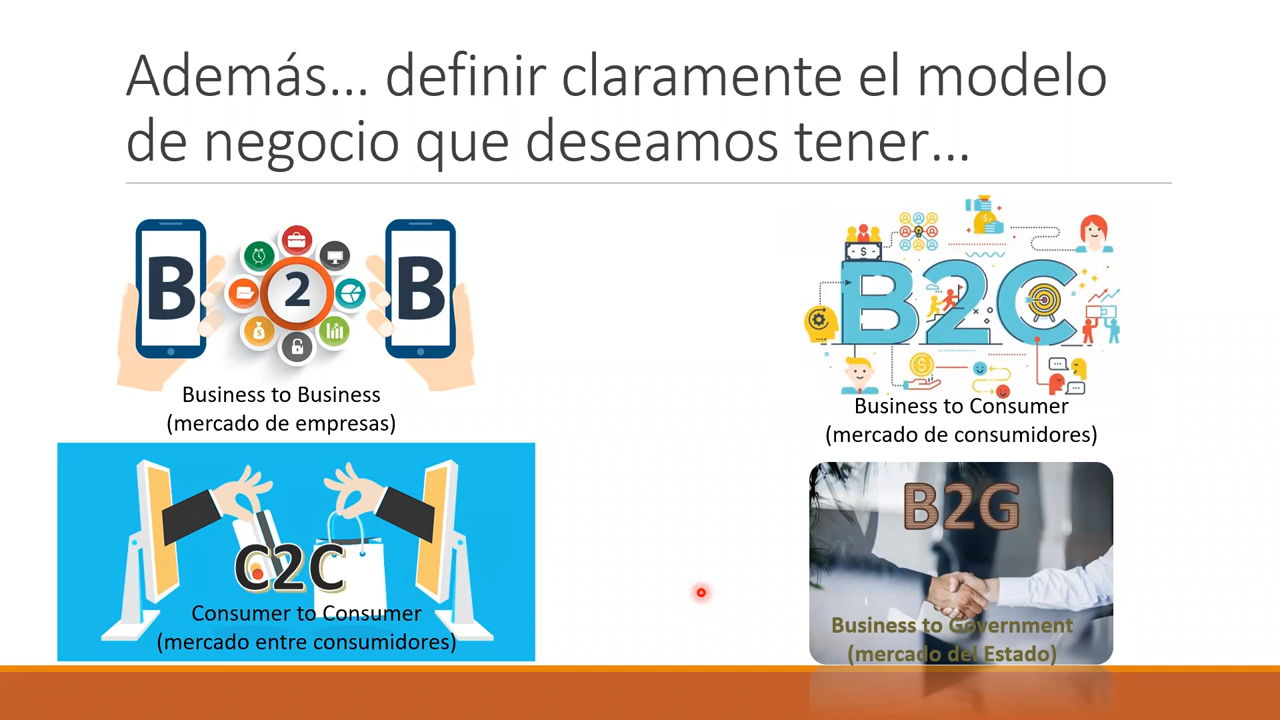 Además... definir claramente el modelo
de negocio que deseamos tener...
B 2 B
Business to Business
(mercado de empresas)
B2C
Business to Consumer
(mercado de consumidores)
C2C
Consumer to Consumer
(mercado entre consumidores)
B2G
Business to Government
(mercado del Estado)